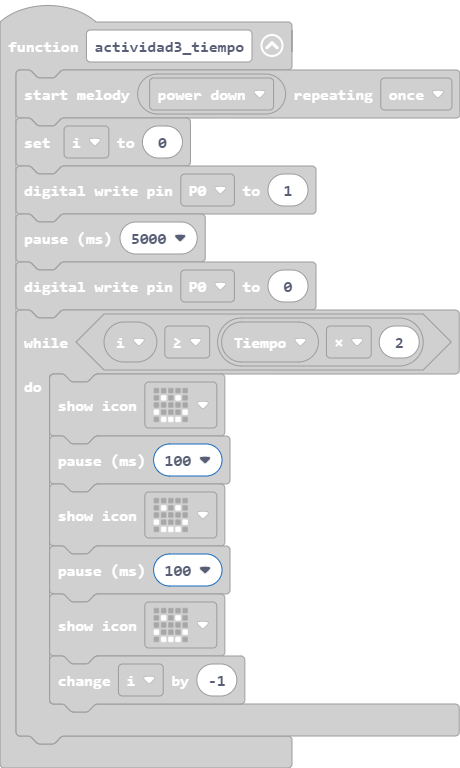 function actividad3_tiempo
start melody power down repeating once
set i to 0
digital write pin P0 to 1
pause (ms) 5000
digital write pin P0 to 0
while i ≥ Tiempo × 2
do
show icon
pause (ms) 100
show icon
pause (ms) 100
show icon
change i by -1